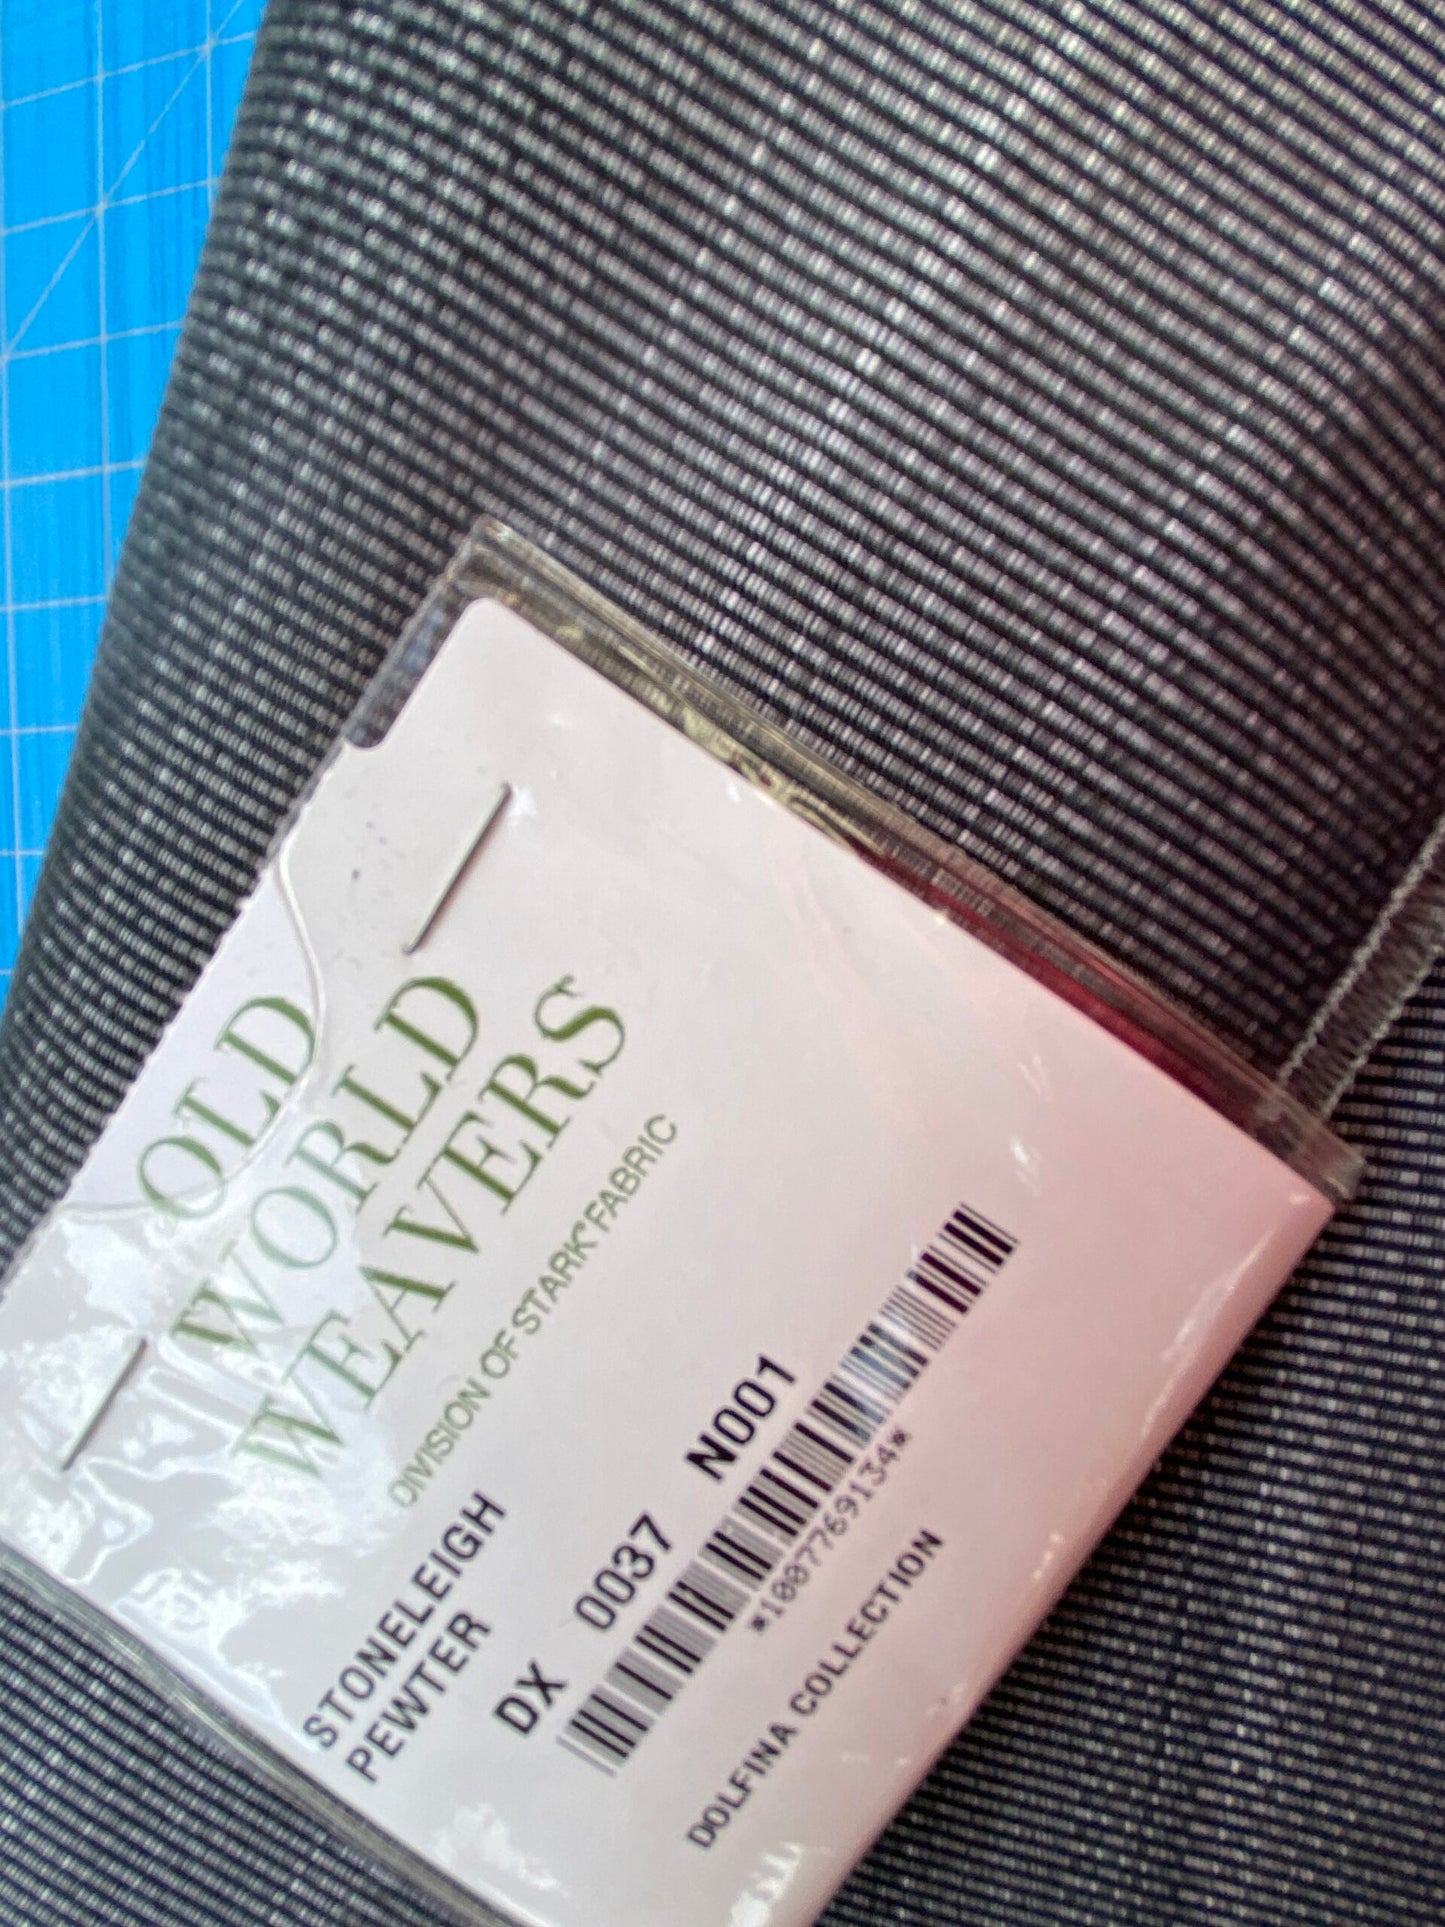 OLD
WORLD
WEAVERS
DIVISION OF STARK FABRIC
STONELEIGH
PEWTER
DX 0037 N001
*1007769134*
DOLFINA COLLECTION